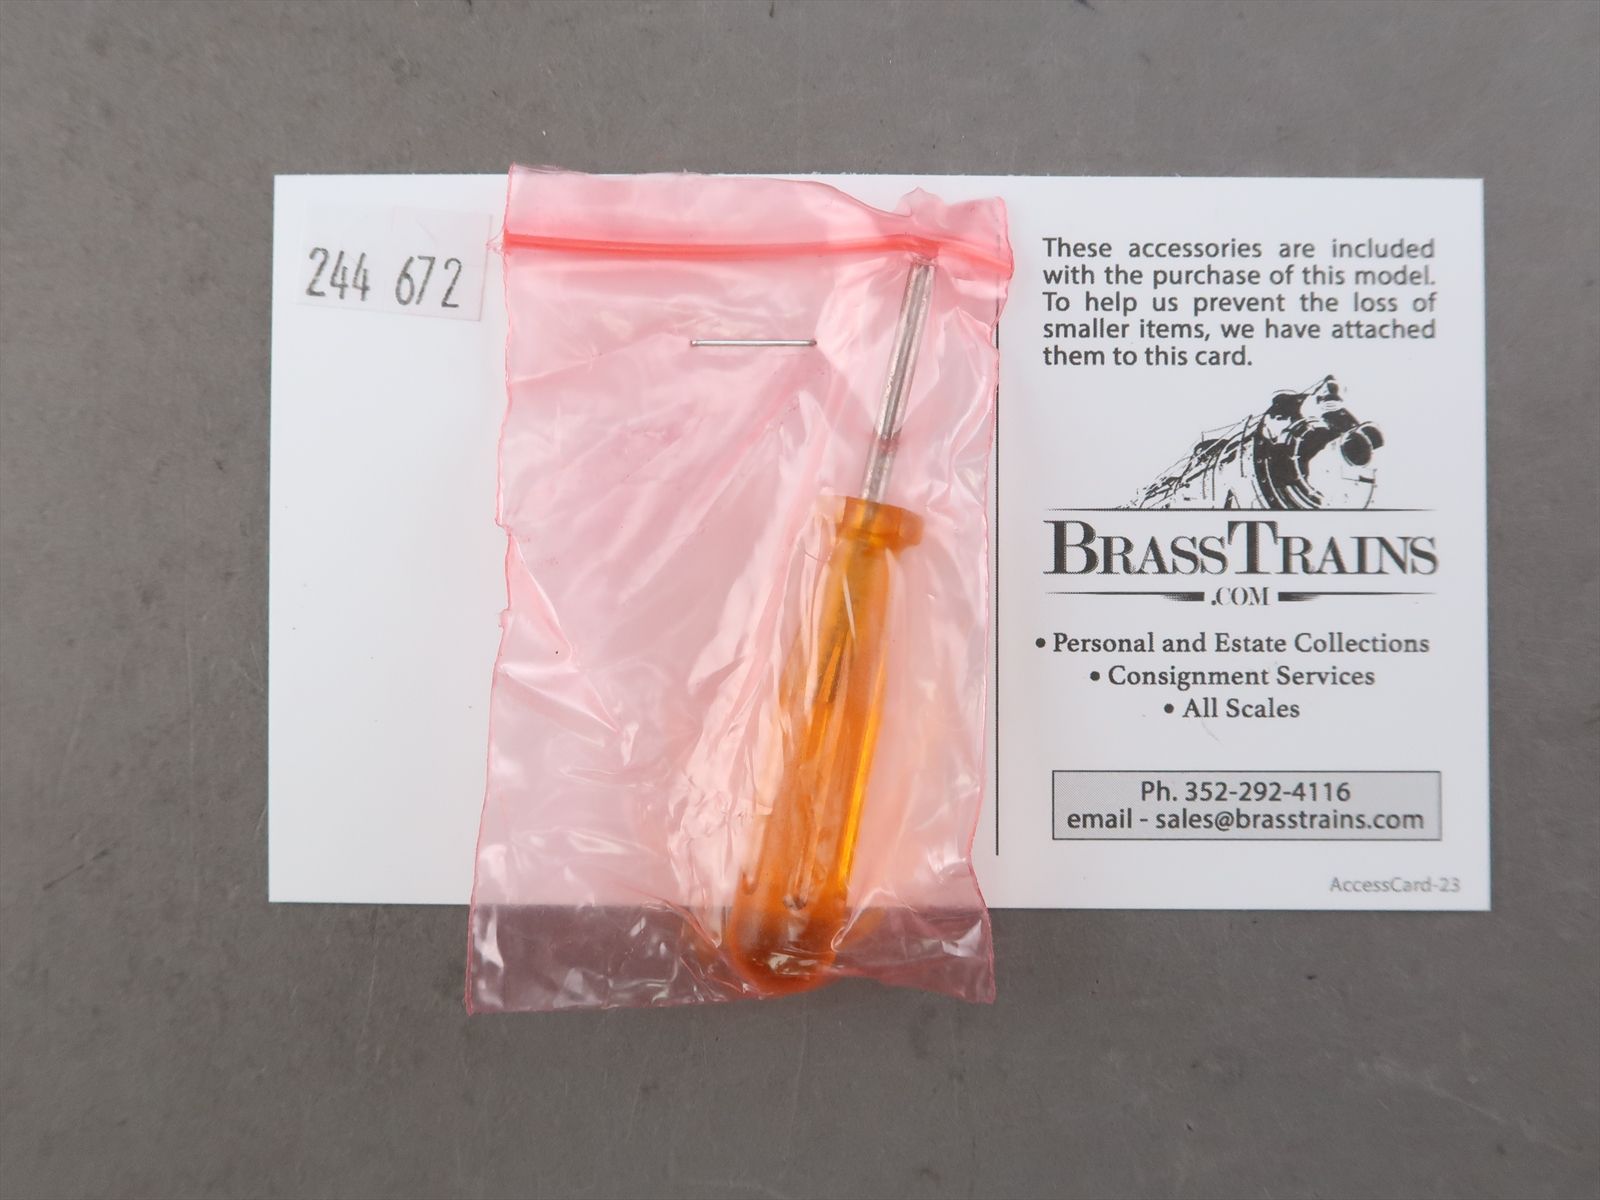 244 672
These accessories are included
with the purchase of this model.
To help us prevent the loss of
smaller items, we have attached
them to this card.
BRASSTRAINS
.COM
• Personal and Estate Collections
• Consignment Services
• All Scales
Ph. 352-292-4116
email - sales@brasstrains.com
AccessCard-23